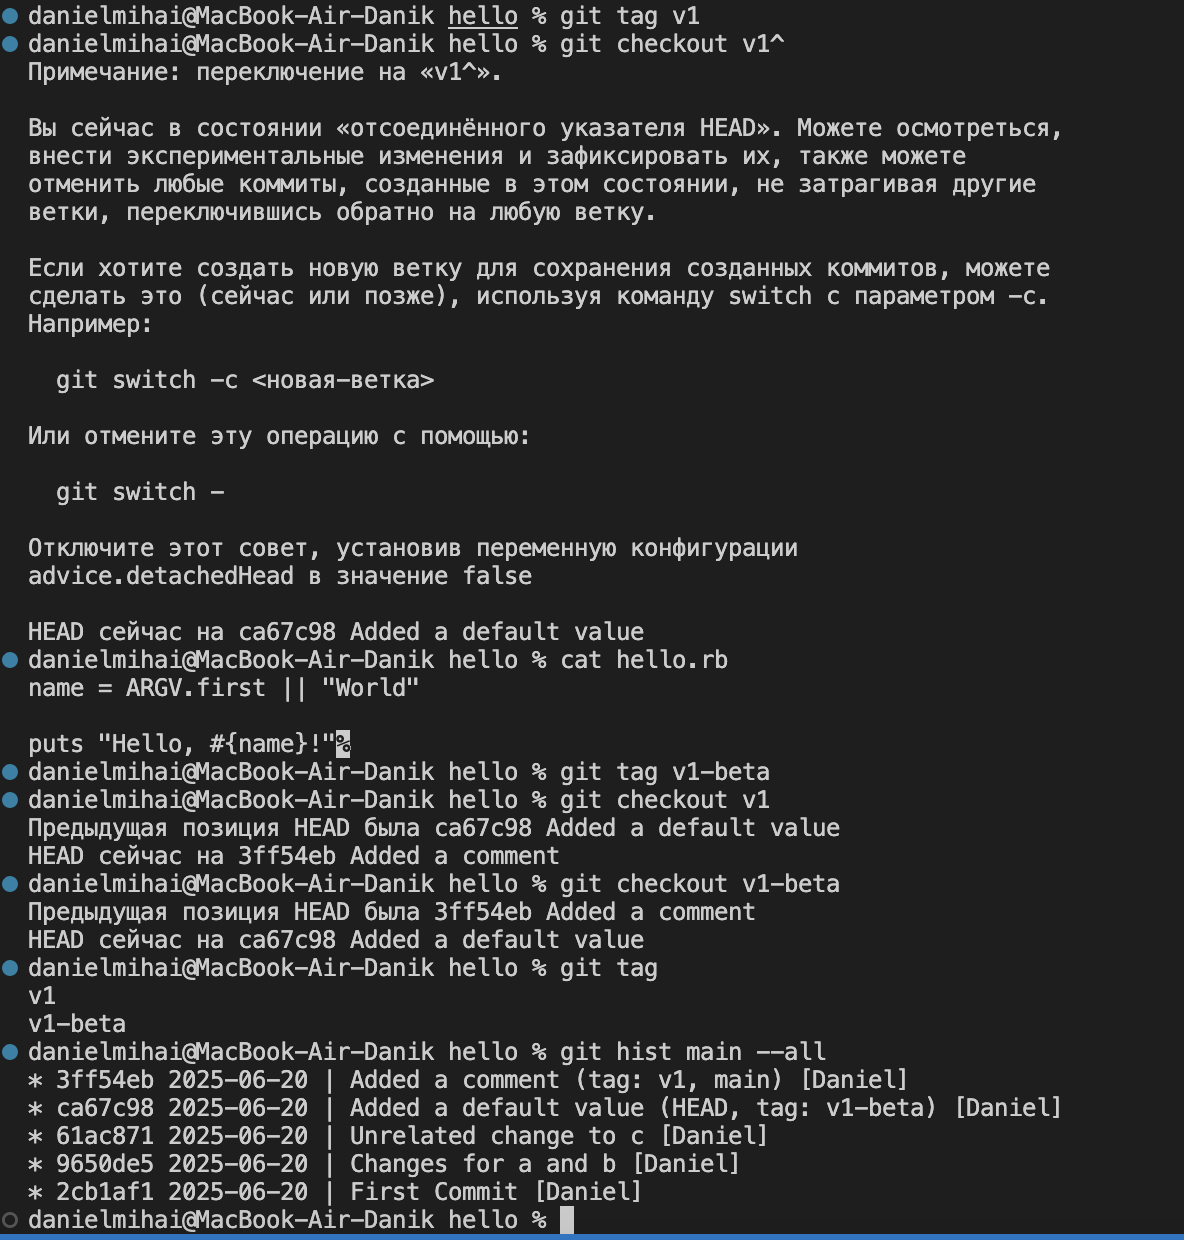 danielmihai@MacBook-Air-Danik hello % git tag v1
danielmihai@MacBook-Air-Danik hello % git checkout v1^
Примечание: переключение на «v1^».

Вы сейчас в состоянии «отсоединённого указателя HEAD». Можете осмотреться,
внести экспериментальные изменения и зафиксировать их, также можете
отменить любые коммиты, созданные в этом состоянии, не затрагивая другие
ветки, переключившись обратно на любую ветку.

Если хотите создать новую ветку для сохранения созданных коммитов, можете
сделать это (сейчас или позже), используя команду switch с параметром -c.
Например:

  git switch -c <новая-ветка>

Или отмените эту операцию с помощью:

  git switch -

Отключите этот совет, установив переменную конфигурации
advice.detachedHead в значение false

HEAD сейчас на ca67c98 Added a default value
danielmihai@MacBook-Air-Danik hello % cat hello.rb
name = ARGV.first || "World"

puts "Hello, #{name}!"%
danielmihai@MacBook-Air-Danik hello % git tag v1-beta
danielmihai@MacBook-Air-Danik hello % git checkout v1
Предыдущая позиция HEAD была ca67c98 Added a default value
HEAD сейчас на 3ff54eb Added a comment
danielmihai@MacBook-Air-Danik hello % git checkout v1-beta
Предыдущая позиция HEAD была 3ff54eb Added a comment
HEAD сейчас на ca67c98 Added a default value
danielmihai@MacBook-Air-Danik hello % git tag
v1
v1-beta
danielmihai@MacBook-Air-Danik hello % git hist main --all
* 3ff54eb 2025-06-20 | Added a comment (tag: v1, main) [Daniel]
* ca67c98 2025-06-20 | Added a default value (HEAD, tag: v1-beta) [Daniel]
* 61ac871 2025-06-20 | Unrelated change to c [Daniel]
* 9650de5 2025-06-20 | Changes for a and b [Daniel]
* 2cb1af1 2025-06-20 | First Commit [Daniel]
danielmihai@MacBook-Air-Danik hello %